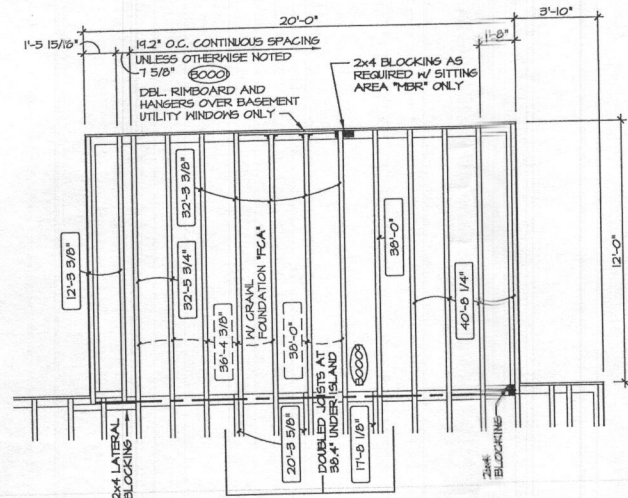 20'-0"
3'-10"
1'-5 15/16"
19.2" O.C. CONTINUOUS SPACING
UNLESS OTHERWISE NOTED
7 5/8"
DBL. RIMBOARD AND
HANGERS OVER BASEMENT
UTILITY WINDOWS ONLY
2x4 BLOCKING AS
REQUIRED W/ SITTING
AREA "MBR" ONLY
1'-8"
12'-0"
12'-3 3/8"
32'-3 3/8"
32'-5 3/4"
36'-4 3/8"
W/ CRAWL
FOUNDATION "FCA"
38'-0"
38'-0"
40'-8 1/4"
20'-3 5/8"
DOUBLED JOISTS AT
38.4" UNDER ISLAND
17'-8 1/8"
2x4 LATERAL
BLOCKING
2x4
BLOCKING